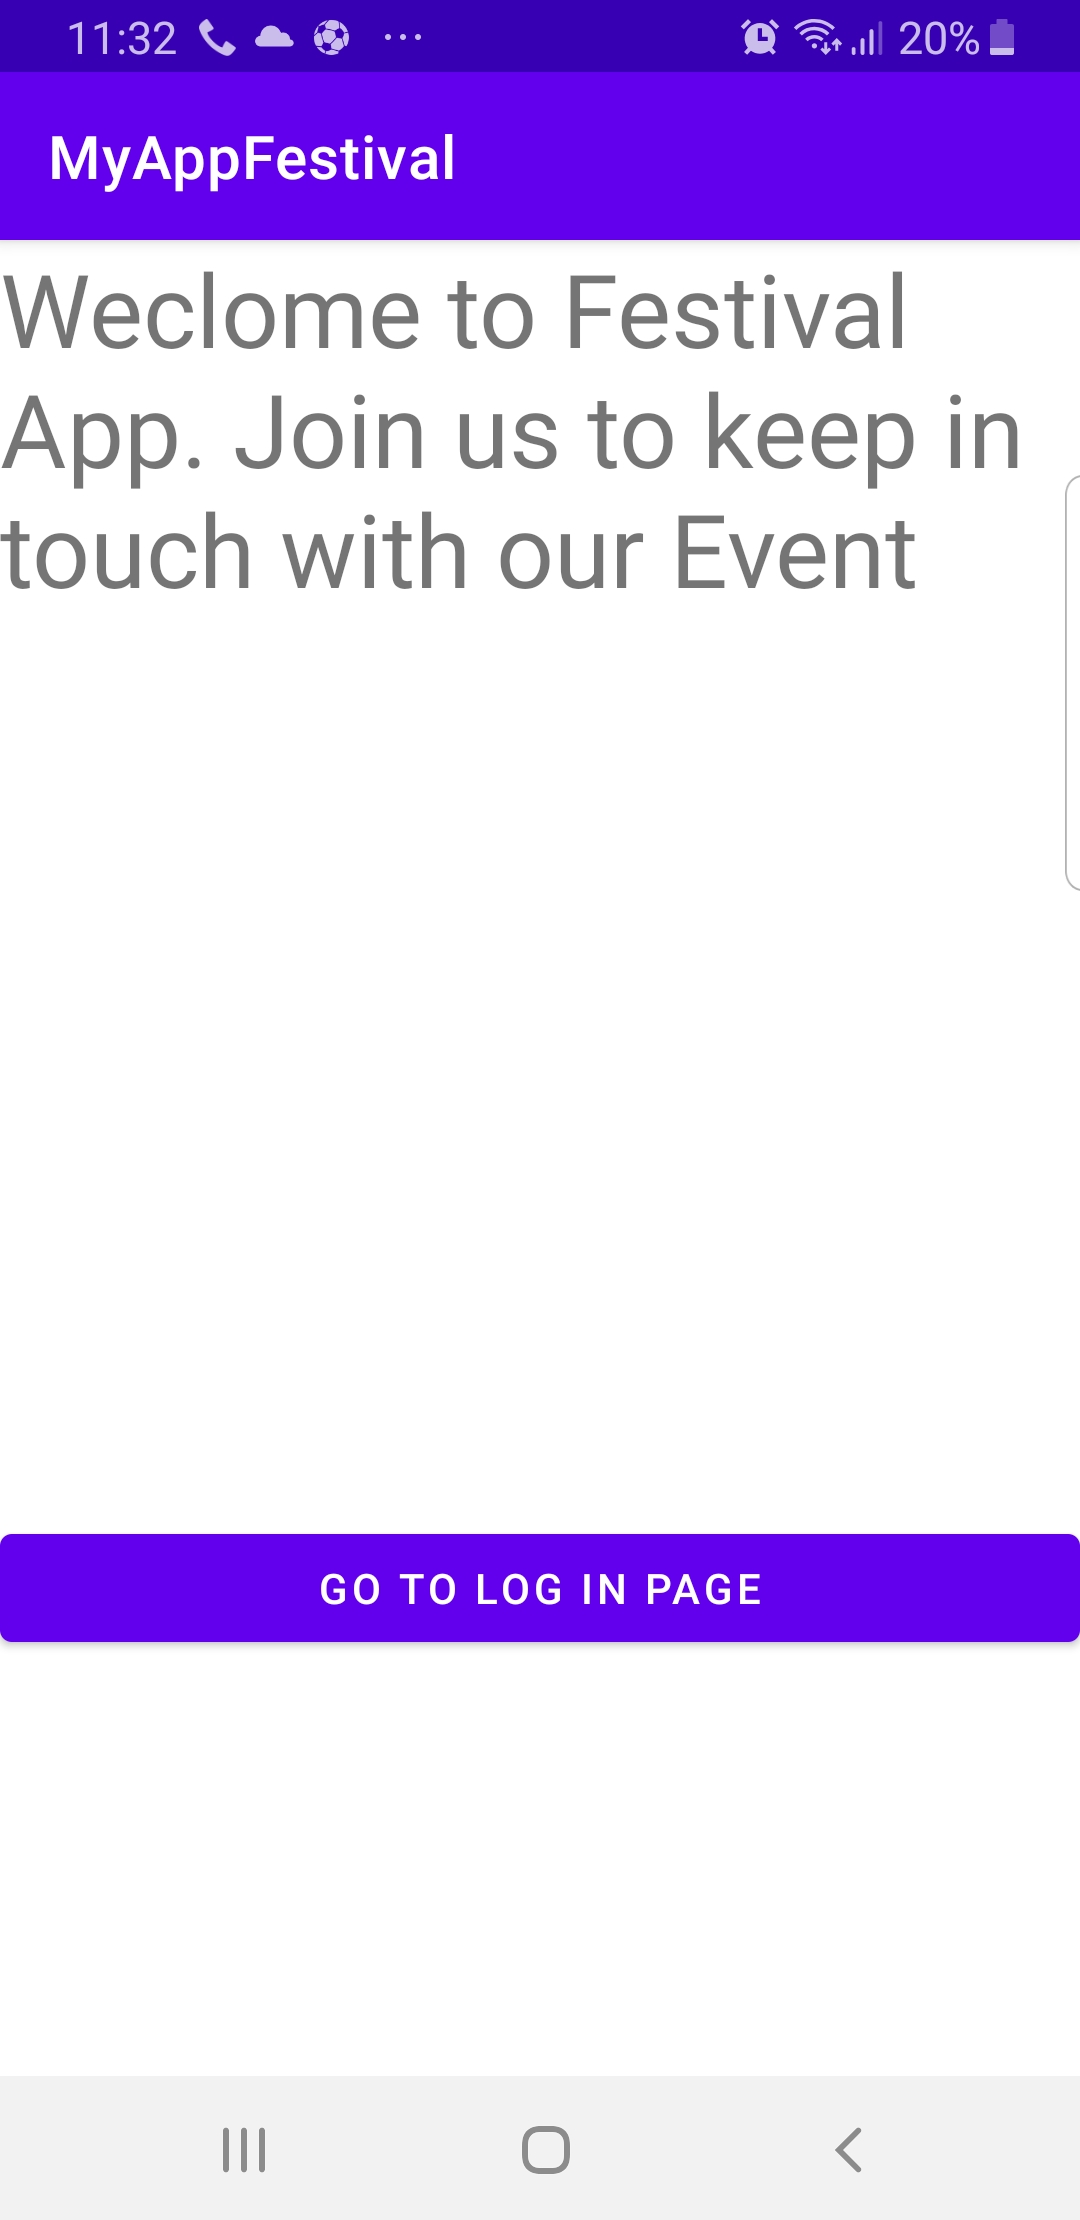 11:32 20%
MyAppFestival
Weclome to Festival
App. Join us to keep in
touch with our Event
GO TO LOG IN PAGE